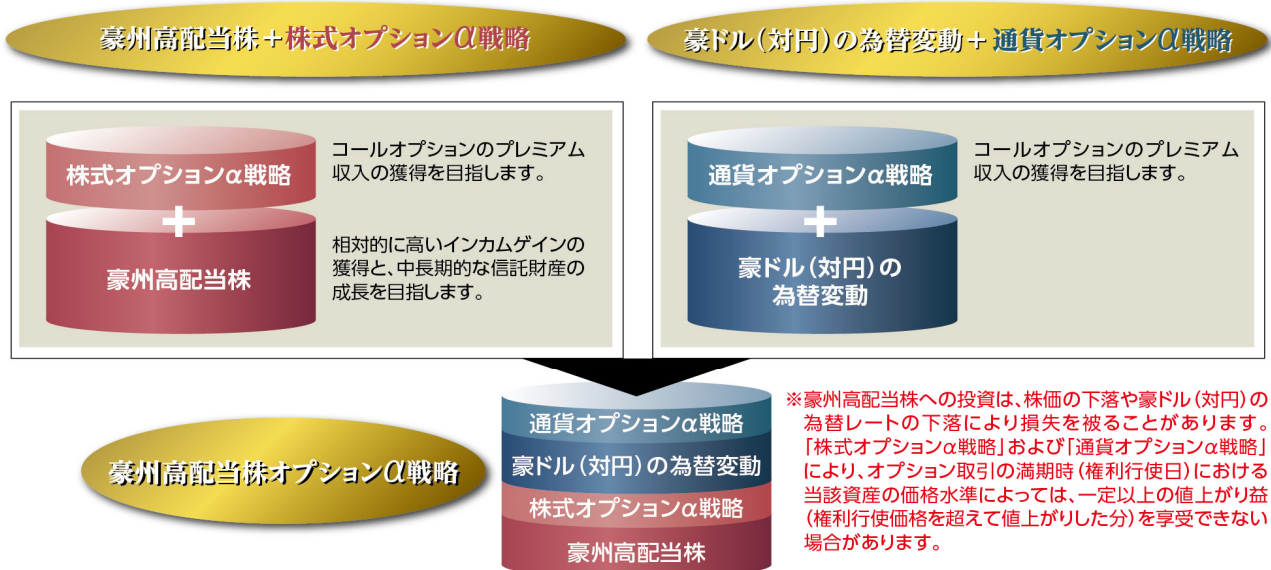 豪州高配当株+株式オプションα戦略
豪ドル(対円)の為替変動+通貨オプションα戦略
株式オプションα戦略
+
豪州高配当株
コールオプションのプレミアム
収入の獲得を目指します。
相対的に高いインカムゲインの
獲得と、中長期的な信託財産の
成長を目指します。
通貨オプションα戦略
+
豪ドル(対円)の
為替変動
コールオプションのプレミアム
収入の獲得を目指します。
豪州高配当株オプションα戦略
通貨オプションα戦略
豪ドル(対円)の為替変動
株式オプションα戦略
豪州高配当株
※豪州高配当株への投資は、株価の下落や豪ドル(対円)の
為替レートの下落により損失を被ることがあります。
「株式オプションα戦略」および「通貨オプションα戦略」
により、オプション取引の満期時(権利行使日)における
当該資産の価格水準によっては、一定以上の値上がり益
(権利行使価格を超えて値上がりした分)を享受できない
場合があります。